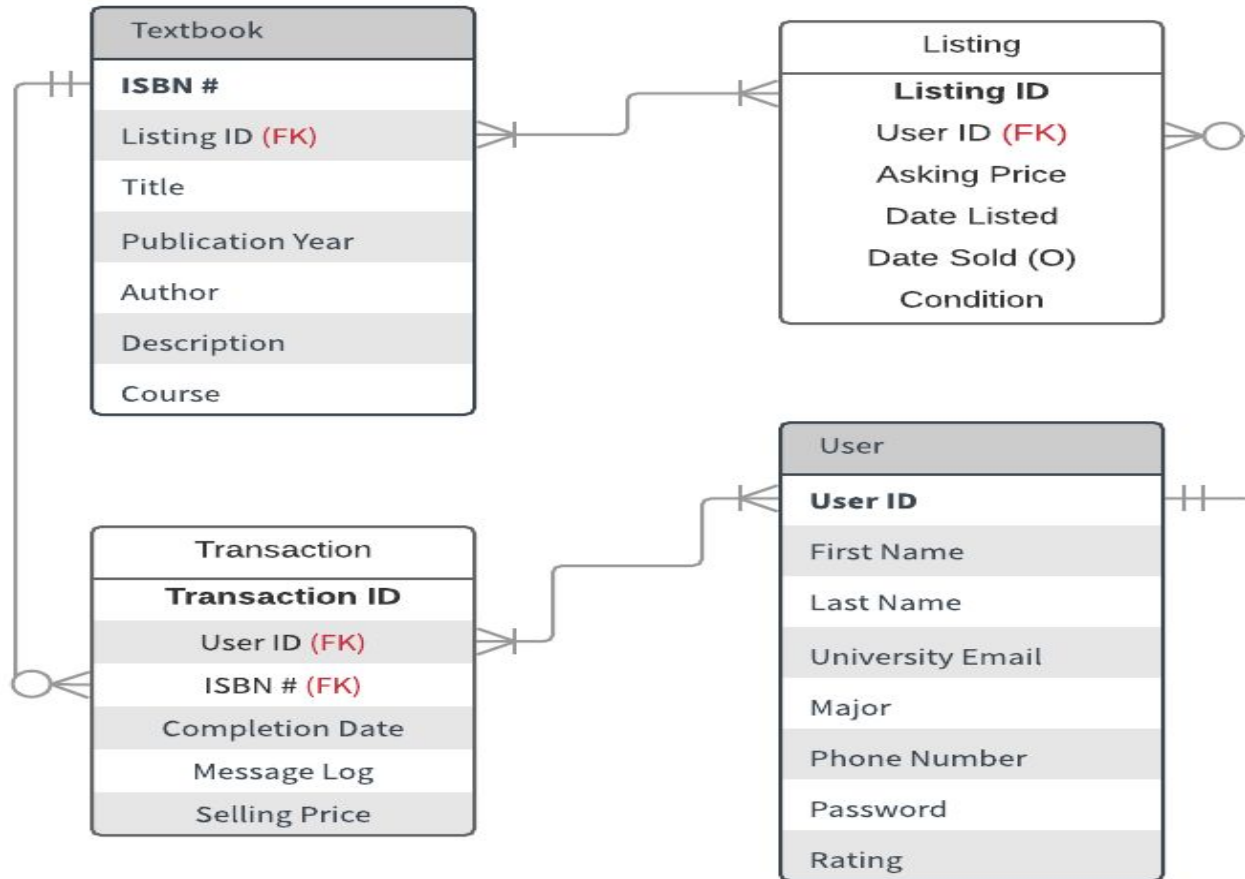 Textbook
ISBN #
Listing ID (FK)
Title
Publication Year
Author
Description
Course
Listing
Listing ID
User ID (FK)
Asking Price
Date Listed
Date Sold (O)
Condition
Transaction
Transaction ID
User ID (FK)
ISBN # (FK)
Completion Date
Message Log
Selling Price
User
User ID
First Name
Last Name
University Email
Major
Phone Number
Password
Rating